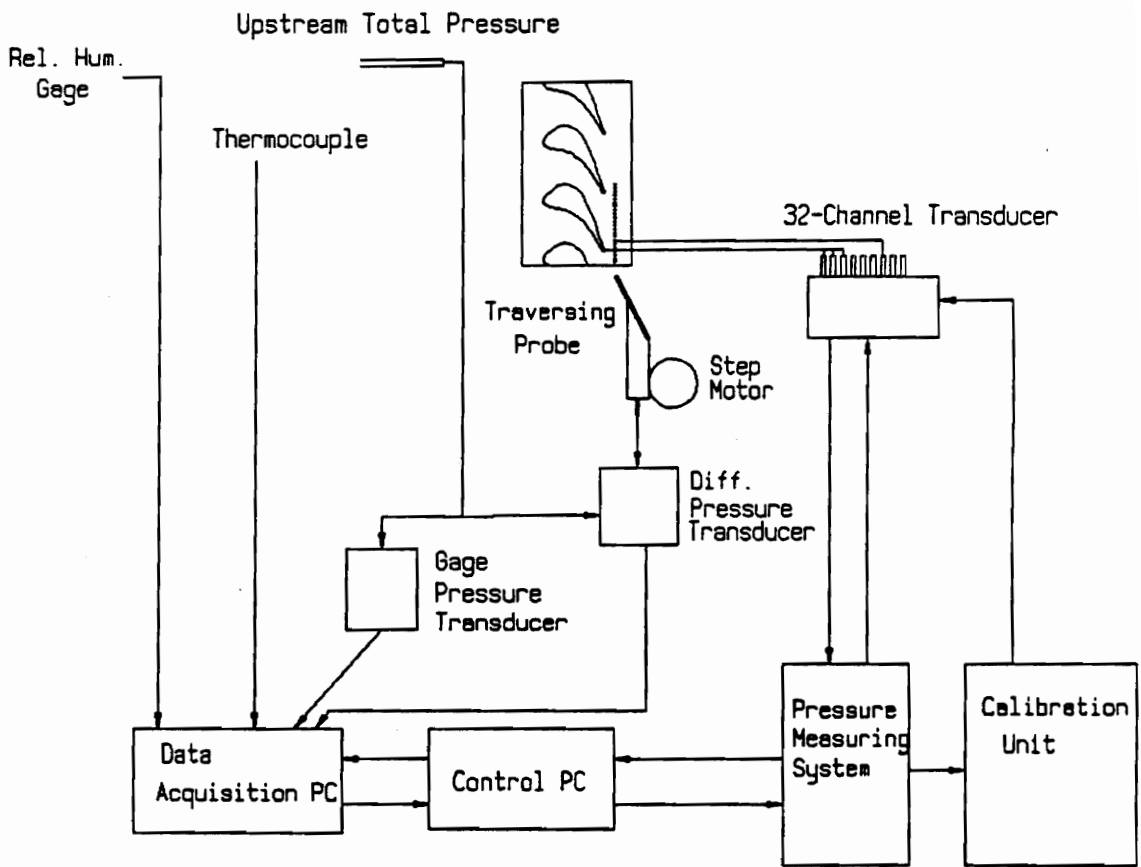 Upstream Total Pressure
Rel. Hum.
Gage
Thermocouple
32-Channel Transducer
Traversing
Probe
Step
Motor
Diff.
Pressure
Transducer
Gage
Pressure
Transducer
Data
Acquisition PC
Control PC
Pressure
Measuring
System
Calibration
Unit